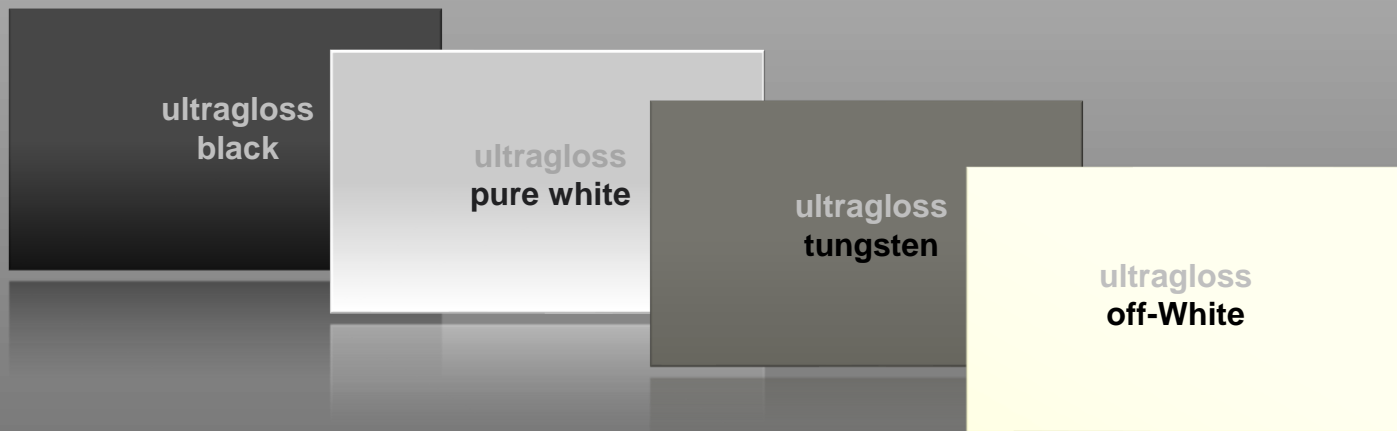 ultragloss
black
ultragloss
pure white
ultragloss
tungsten
ultragloss
off-White